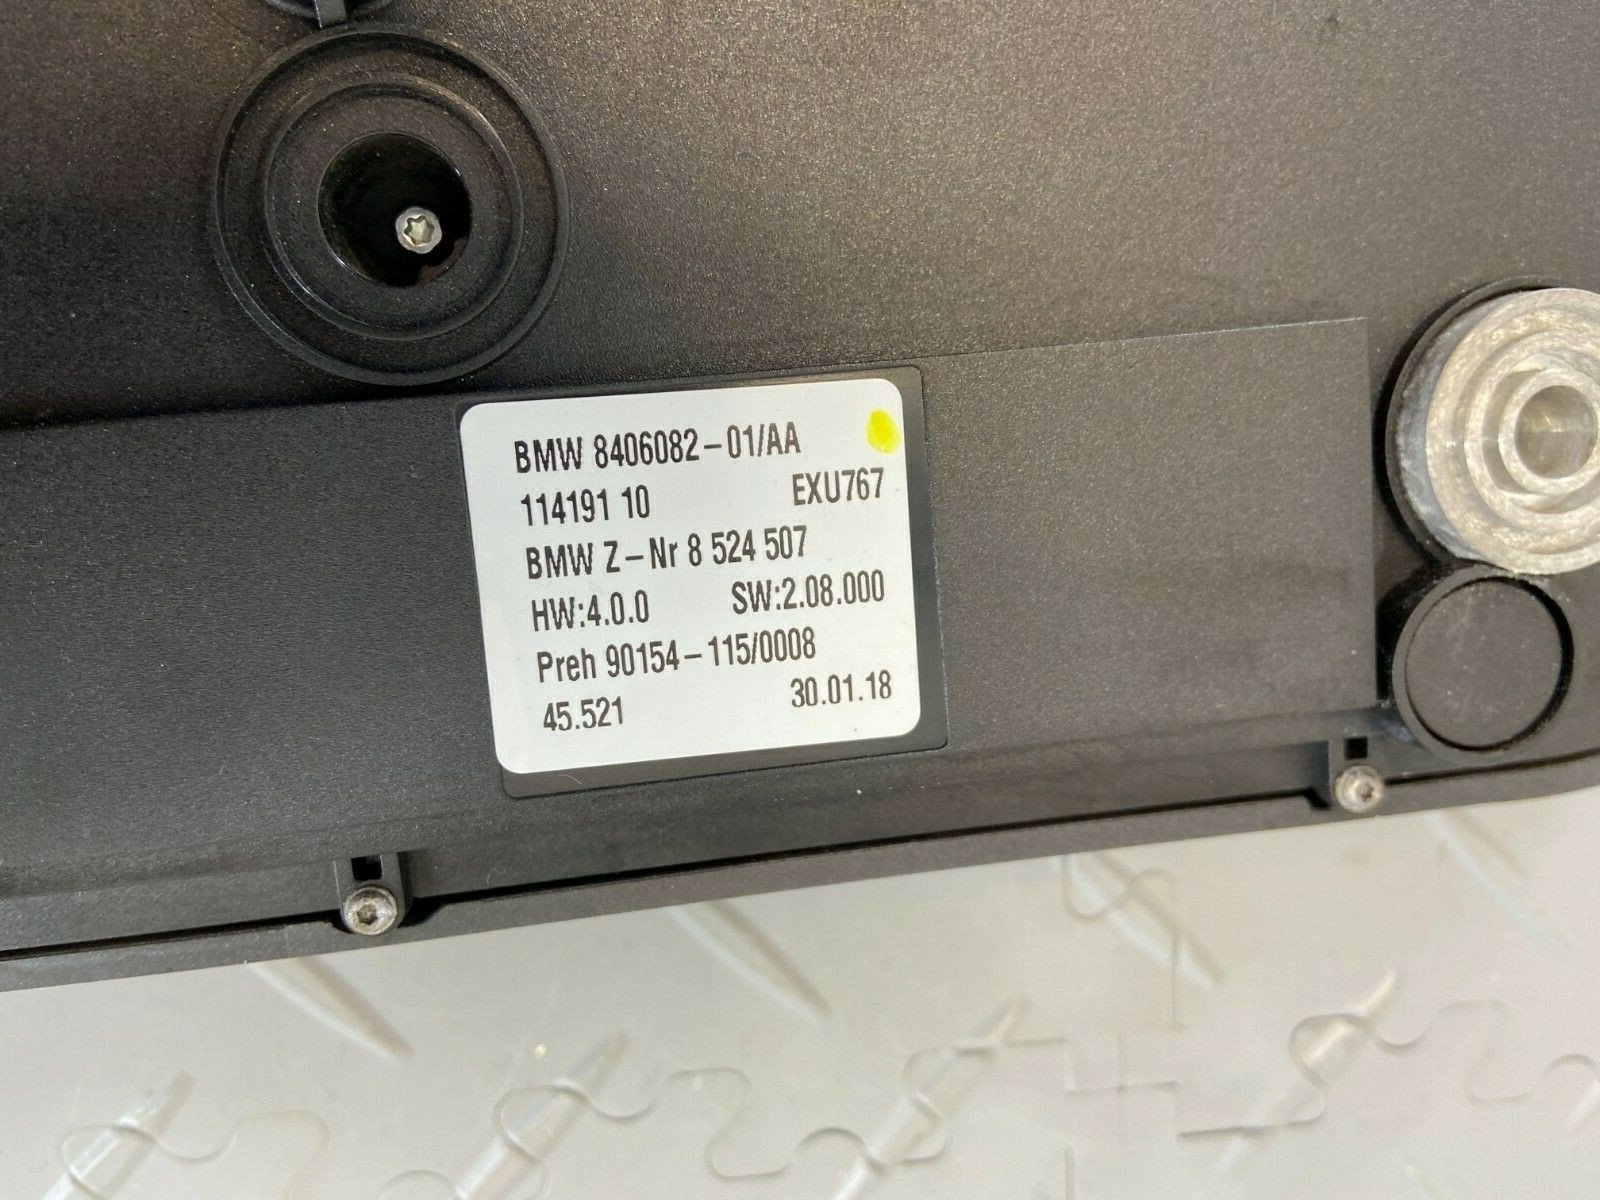 BMW 8406082-01/AA
114191 10 EXU767
BMW Z-Nr 8 524 507
HW:4.0.0 SW:2.08.000
Preh 90154-115/0008
45.521 30.01.18